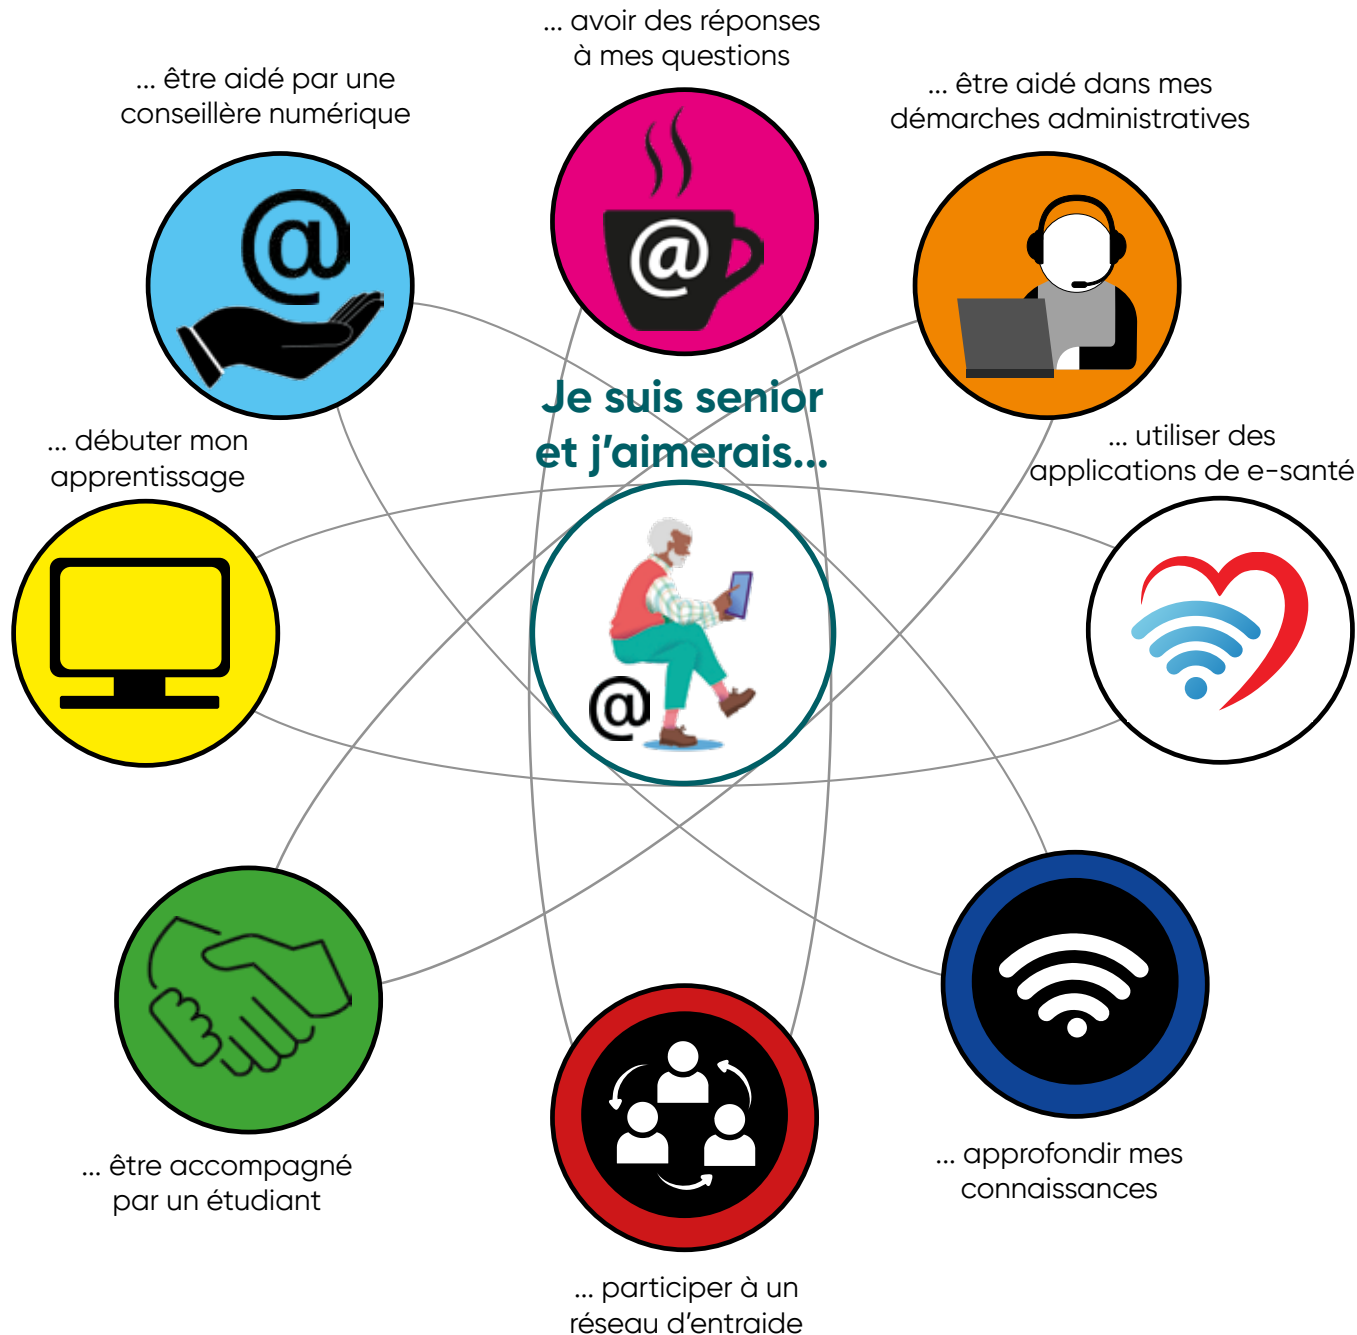 ... avoir des réponses
à mes questions
... être aidé par une
conseillère numérique
... être aidé dans mes
démarches administratives
@
@
Je suis senior
et j'aimerais...
... débuter mon
apprentissage
... utiliser des
applications de e-santé
@
... être accompagné
par un étudiant
... approfondir mes
connaissances
... participer à un
réseau d'entraide